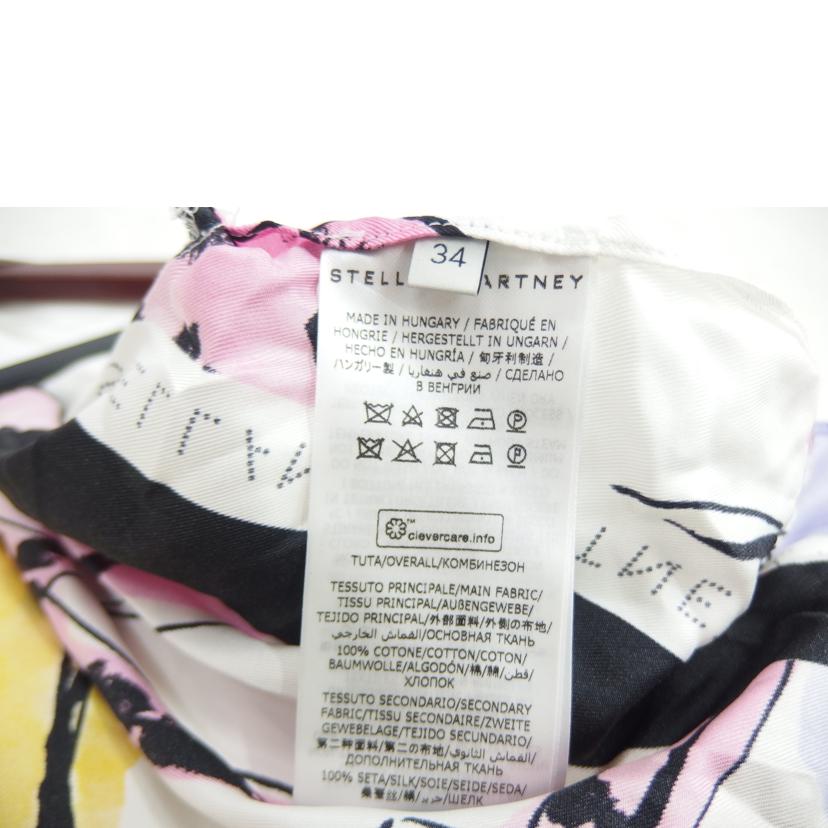 34
STELL ARTNEY
MADE IN HUNGARY / FABRIQUÉ EN
HONGRIE / HERGESTELLT IN UNGARN /
HECHO EN HUNGRÍA / 匈牙利制造 /
ハンガリー製 / صنع في هنغاريا / СДЕЛАНО
В ВЕНГРИИ
clevercare.info
TUTA/OVERALL/КОМБИНЕЗОН
TESSUTO PRINCIPALE/MAIN FABRIC/
TISSU PRINCIPAL/AUßENGEWEBE/
TEJIDO PRINCIPAL/外部面料/外側の布地/
القماش الخارجي/ОСНОВНАЯ ТКАНЬ
100% COTONE/COTTON/COTON/
BAUMWOLLE/ALGODÓN/棉/綿/قطن/
ХЛОПОК
TESSUTO SECONDARIO/SECONDARY
FABRIC/TISSU SECONDAIRE/ZWEITE
GEWEBELAGE/TEJIDO SECUNDARIO/
第二种面料/第二の布地/القماش الثانوي/
ДОПОЛНИТЕЛЬНАЯ ТКАНЬ
100% SETA/SILK/SOIE/SEIDE/SEDA/
桑蚕丝/絹/حرير/ШЕЛК